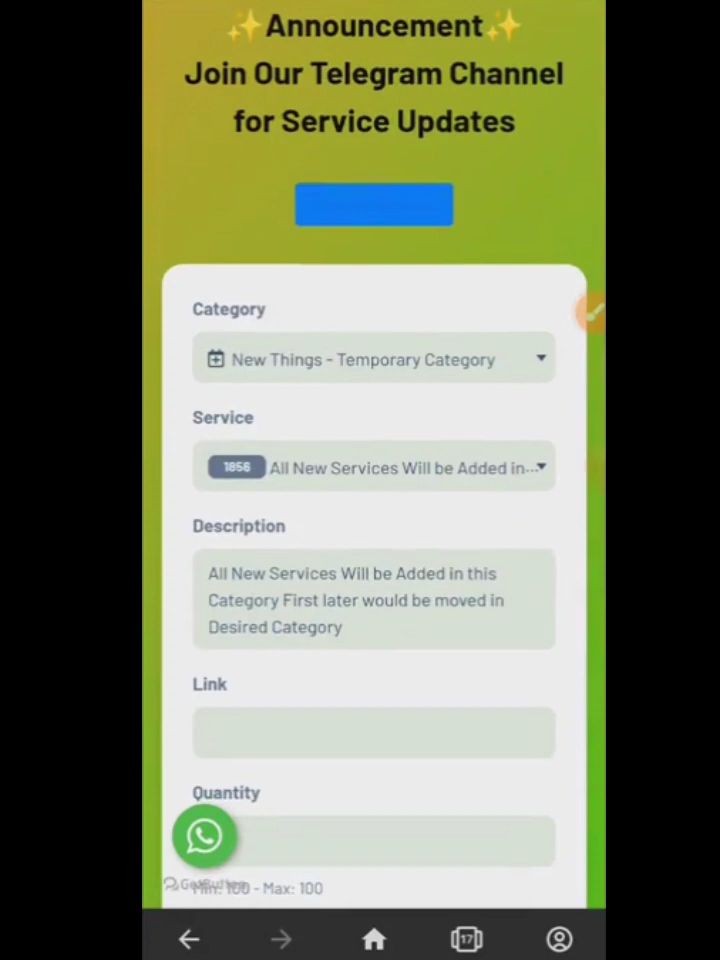 ✨Announcement✨
Join Our Telegram Channel
for Service Updates
Category
New Things - Temporary Category
Service
1856 All New Services Will be Added in...
Description
All New Services Will be Added in this
Category First later would be moved in
Desired Category
Link
Quantity
GetButton
Min: 100 - Max: 100
17